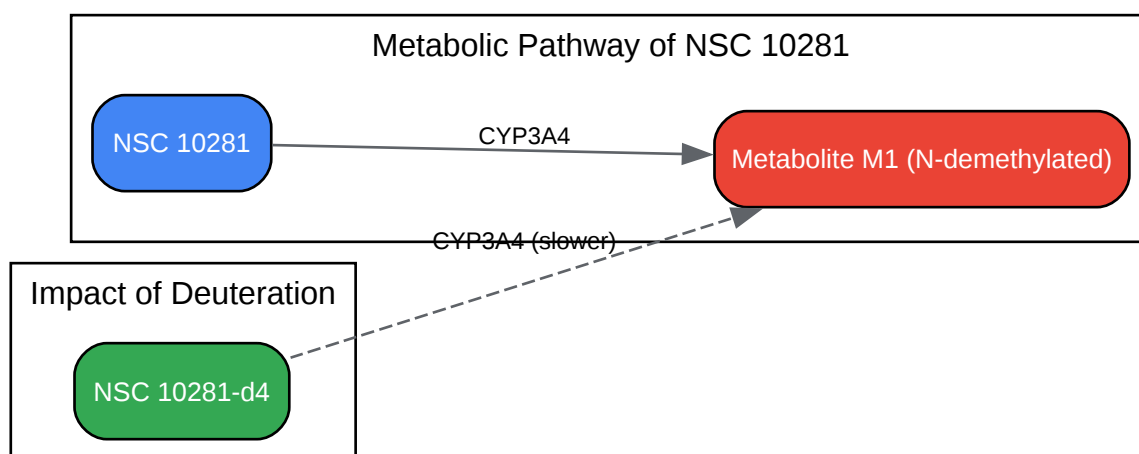 Metabolic Pathway of NSC 10281
NSC 10281
CYP3A4
Metabolite M1 (N-demethylated)
CYP3A4 (slower)
Impact of Deuteration
NSC 10281-d4